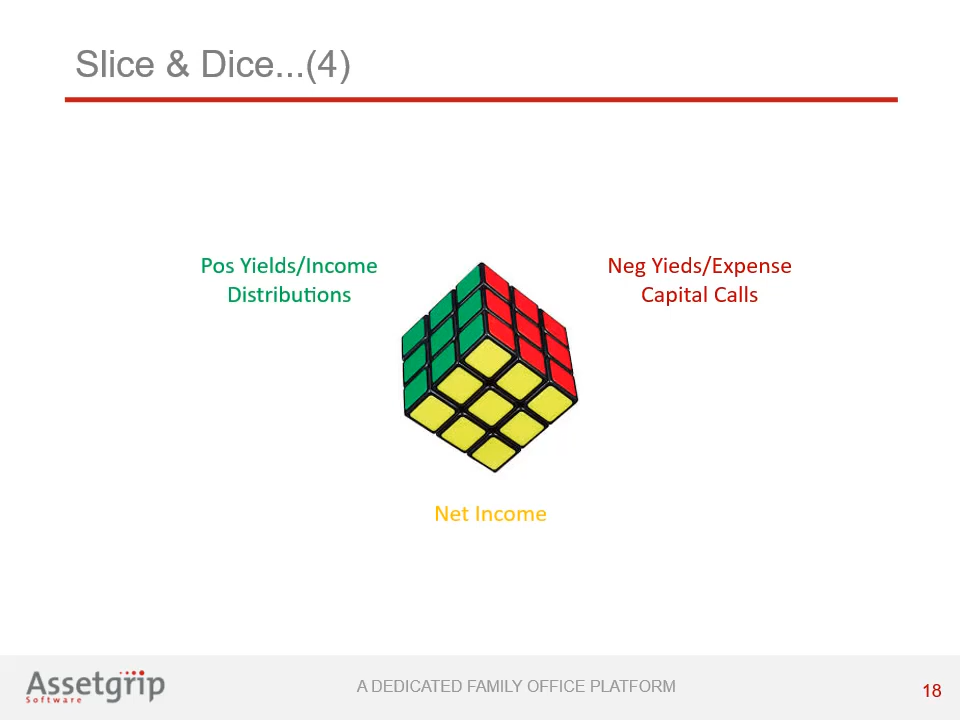 Slice & Dice...(4)
Pos Yields/Income
Distributions
Neg Yieds/Expense
Capital Calls
Net Income
Assetgrip
Software
A DEDICATED FAMILY OFFICE PLATFORM
18